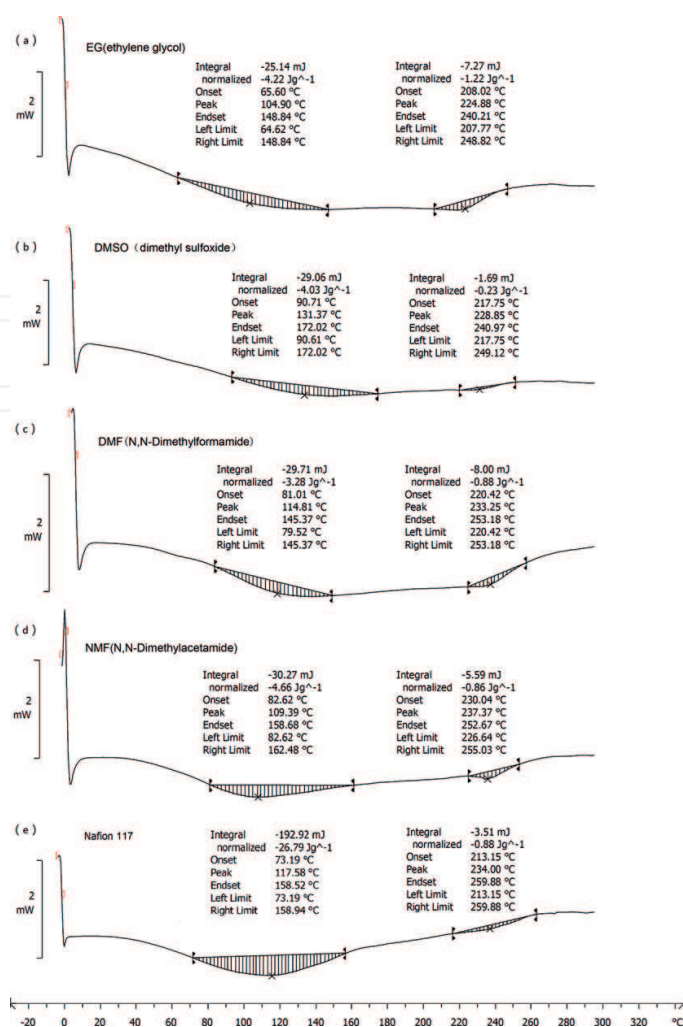 (a)
EG(ethylene glycol)
2
mW
Integral -25.14 mJ
normalized -4.22 Jg^-1
Onset 65.60 °C
Peak 104.90 °C
Endset 148.84 °C
Left Limit 64.62 °C
Right Limit 148.84 °C
Integral -7.27 mJ
normalized -1.22 Jg^-1
Onset 208.02 °C
Peak 224.88 °C
Endset 240.21 °C
Left Limit 207.77 °C
Right Limit 248.82 °C
(b)
DMSO (dimethyl sulfoxide)
2
mW
Integral -29.06 mJ
normalized -4.03 Jg^-1
Onset 90.71 °C
Peak 131.37 °C
Endset 172.02 °C
Left Limit 90.61 °C
Right Limit 172.02 °C
Integral -1.69 mJ
normalized -0.23 Jg^-1
Onset 217.75 °C
Peak 228.85 °C
Endset 240.97 °C
Left Limit 217.75 °C
Right Limit 249.12 °C
(c)
DMF(N,N-Dimethylformamide)
2
mW
Integral -29.71 mJ
normalized -3.28 Jg^-1
Onset 81.01 °C
Peak 114.81 °C
Endset 145.37 °C
Left Limit 79.52 °C
Right Limit 145.37 °C
Integral -8.00 mJ
normalized -0.88 Jg^-1
Onset 220.42 °C
Peak 233.25 °C
Endset 253.18 °C
Left Limit 220.42 °C
Right Limit 253.18 °C
(d)
NMF(N,N-Dimethylacetamide)
2
mW
Integral -30.27 mJ
normalized -4.66 Jg^-1
Onset 82.62 °C
Peak 109.39 °C
Endset 158.68 °C
Left Limit 82.62 °C
Right Limit 162.48 °C
Integral -5.59 mJ
normalized -0.86 Jg^-1
Onset 230.04 °C
Peak 237.37 °C
Endset 252.67 °C
Left Limit 226.64 °C
Right Limit 255.03 °C
(e)
Nafion 117
2
mW
Integral -192.92 mJ
normalized -26.79 Jg^-1
Onset 73.19 °C
Peak 117.58 °C
Endset 158.52 °C
Left Limit 73.19 °C
Right Limit 158.94 °C
Integral -3.51 mJ
normalized -0.88 Jg^-1
Onset 213.15 °C
Peak 234.00 °C
Endset 259.88 °C
Left Limit 213.15 °C
Right Limit 259.88 °C
-20 0 20 40 60 80 100 120 140 160 180 200 220 240 260 280 300 320 °C